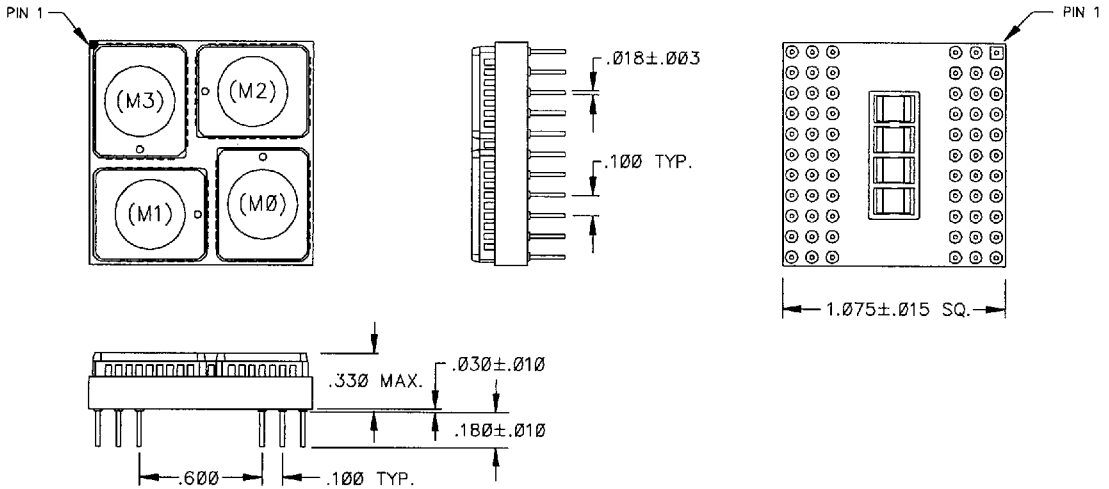 PIN 1
PIN 1
(M3)
(M2)
(M1)
(MØ)
.Ø18±.ØØ3
.1ØØ TYP.
1.Ø75±.Ø15 SQ.
.33Ø MAX.
.Ø3Ø±.Ø1Ø
.18Ø±.Ø1Ø
.6ØØ
.1ØØ TYP.